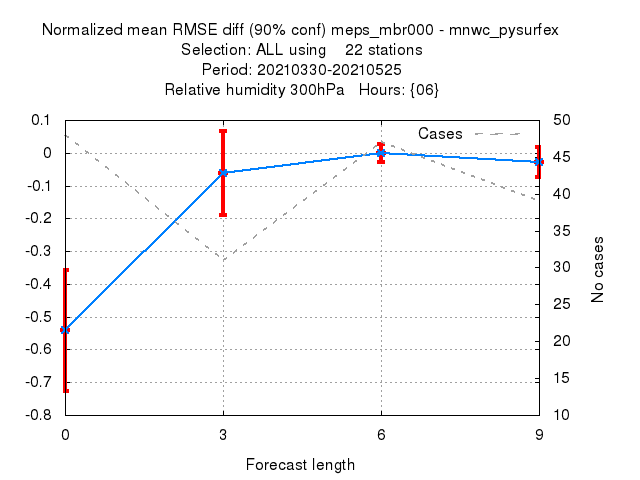 Normalized mean RMSE diff (90% conf) meps_mbr000 - mnwc_pysurfex
Selection: ALL using    22 stations
Period: 20210330-20210525
Relative humidity 300hPa   Hours: {06}
Cases
0.1
0
-0.1
-0.2
-0.3
-0.4
-0.5
-0.6
-0.7
-0.8
50
45
40
35
30
25
20
15
10
No cases
0 3 6 9
Forecast length